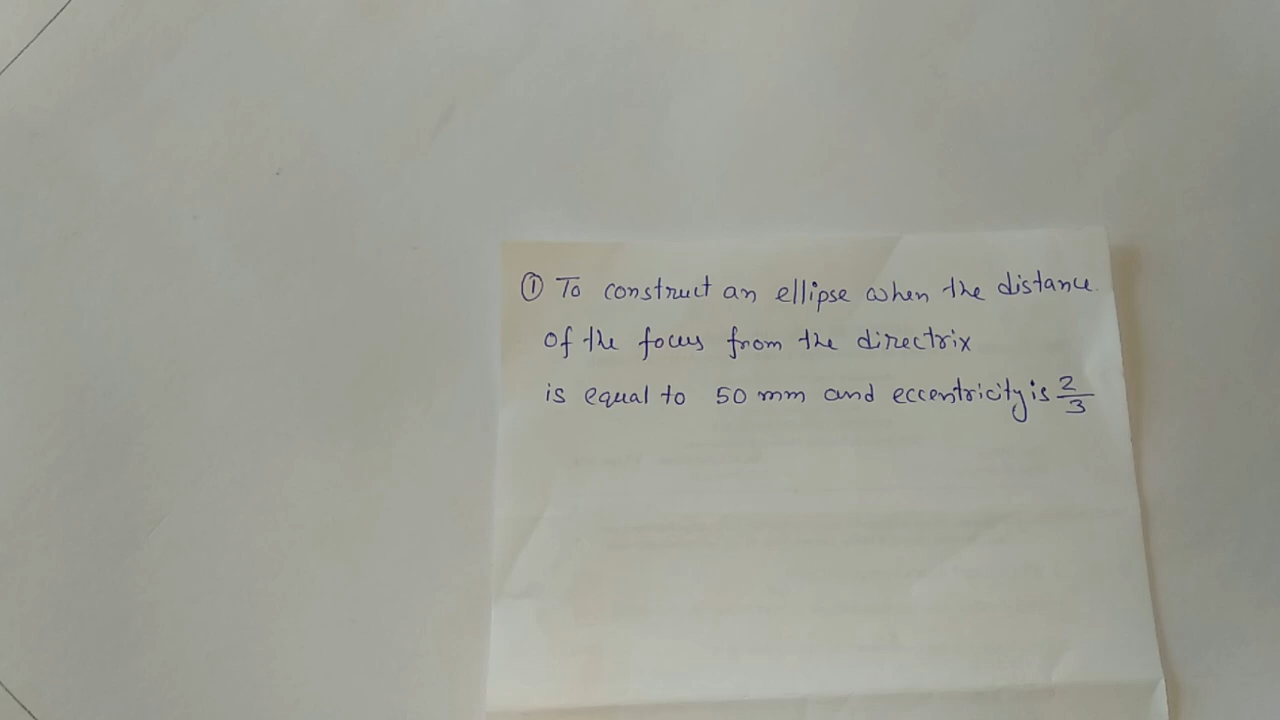 ① To construct an ellipse when the distance.
of the focus from the directrix
is equal to 50 mm and eccentricity is 2/3